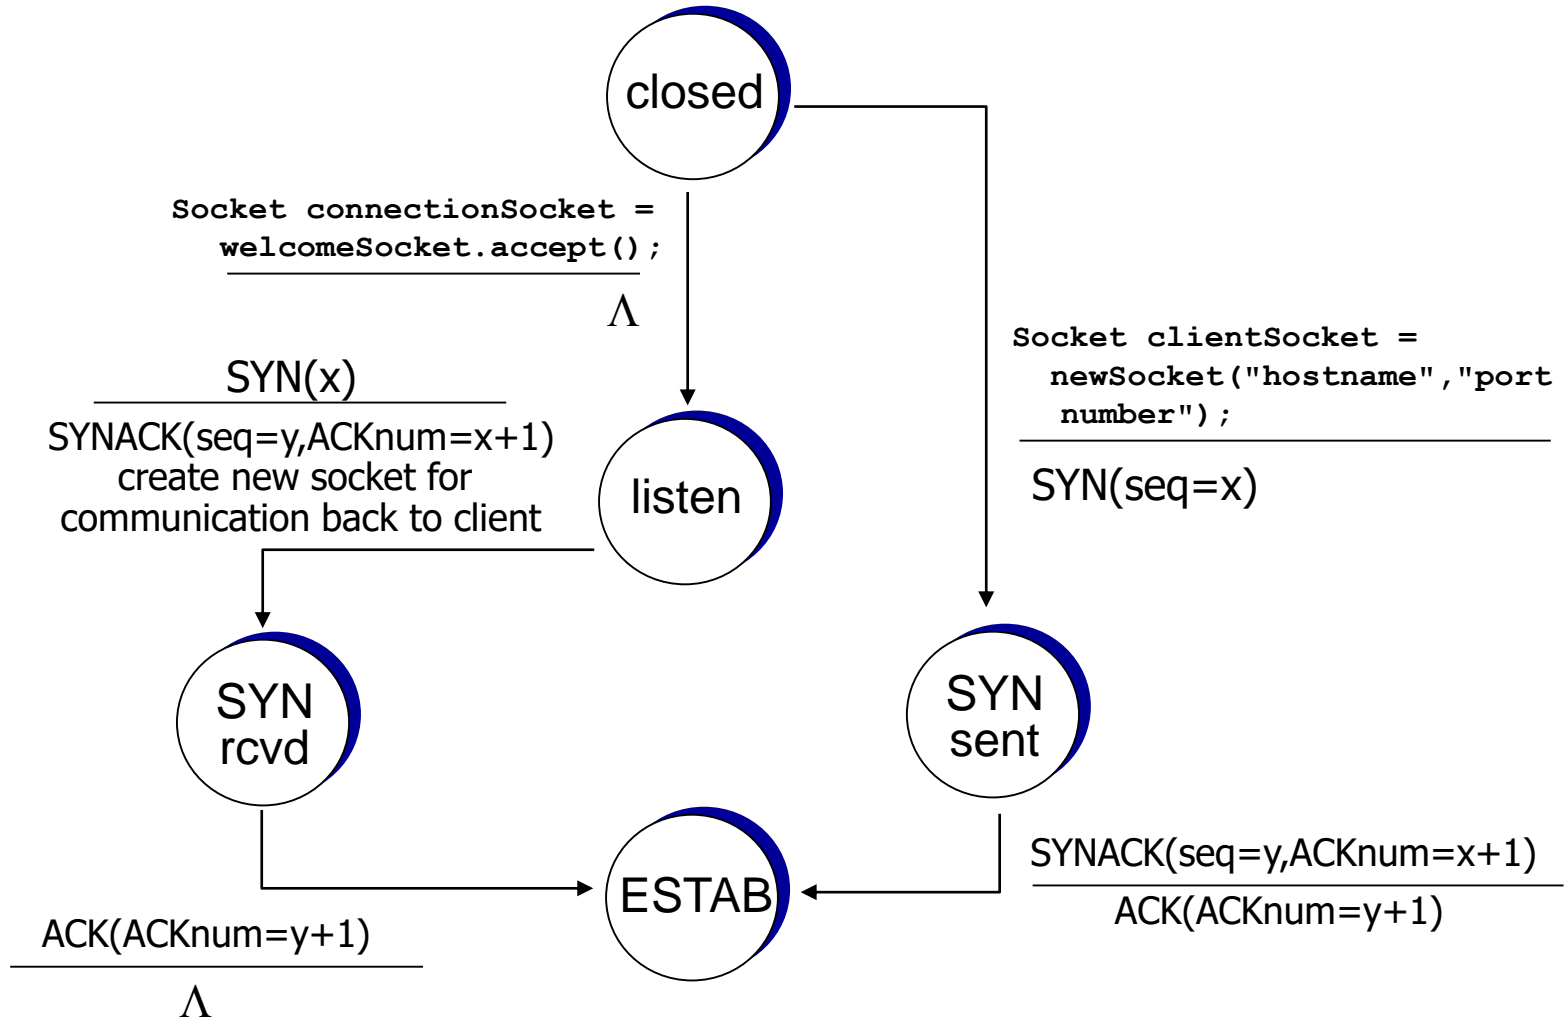 closed
Socket connectionSocket =
welcomeSocket.accept();
Λ
Socket clientSocket =
newSocket("hostname","port
number");
SYN(seq=x)
SYN(x)
SYNACK(seq=y,ACKnum=x+1)
create new socket for
communication back to client
listen
SYN
rcvd
SYN
sent
ESTAB
SYNACK(seq=y,ACKnum=x+1)
ACK(ACKnum=y+1)
ACK(ACKnum=y+1)
Λ